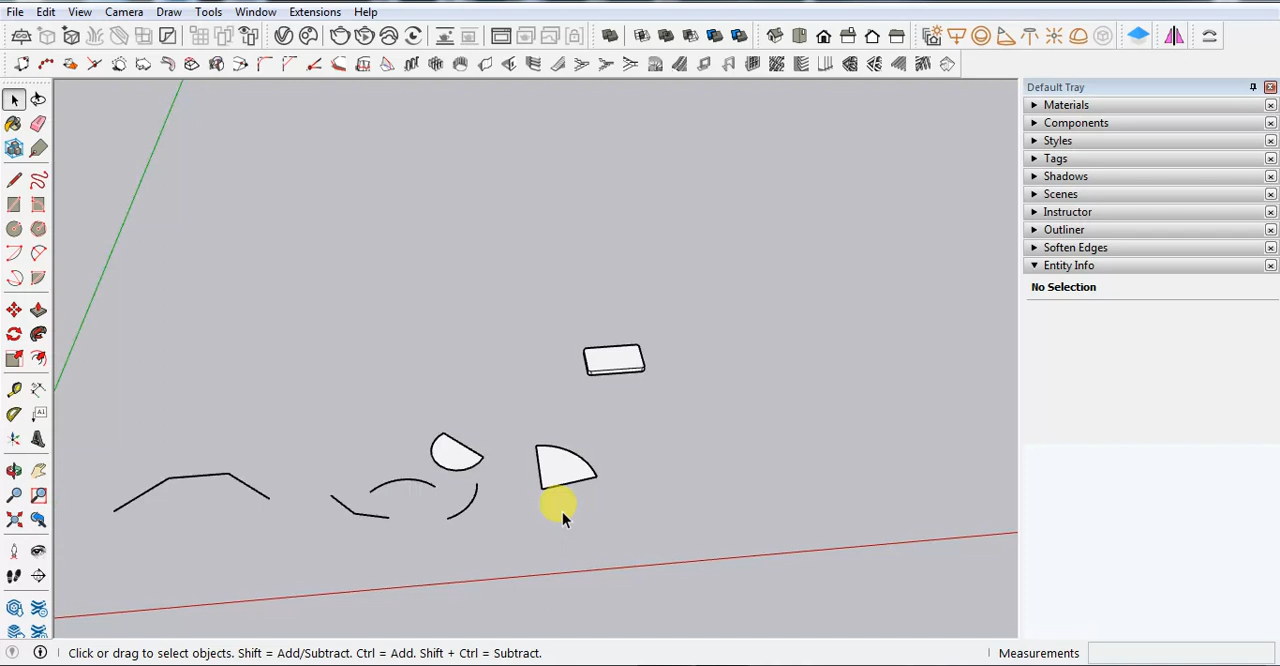 File Edit View Camera Draw Tools Window Extensions Help
Default Tray
Materials
Components
Styles
Tags
Shadows
Scenes
Instructor
Outliner
Soften Edges
Entity Info
No Selection
A1
Click or drag to select objects. Shift = Add/Subtract. Ctrl = Add. Shift + Ctrl = Subtract.
Measurements